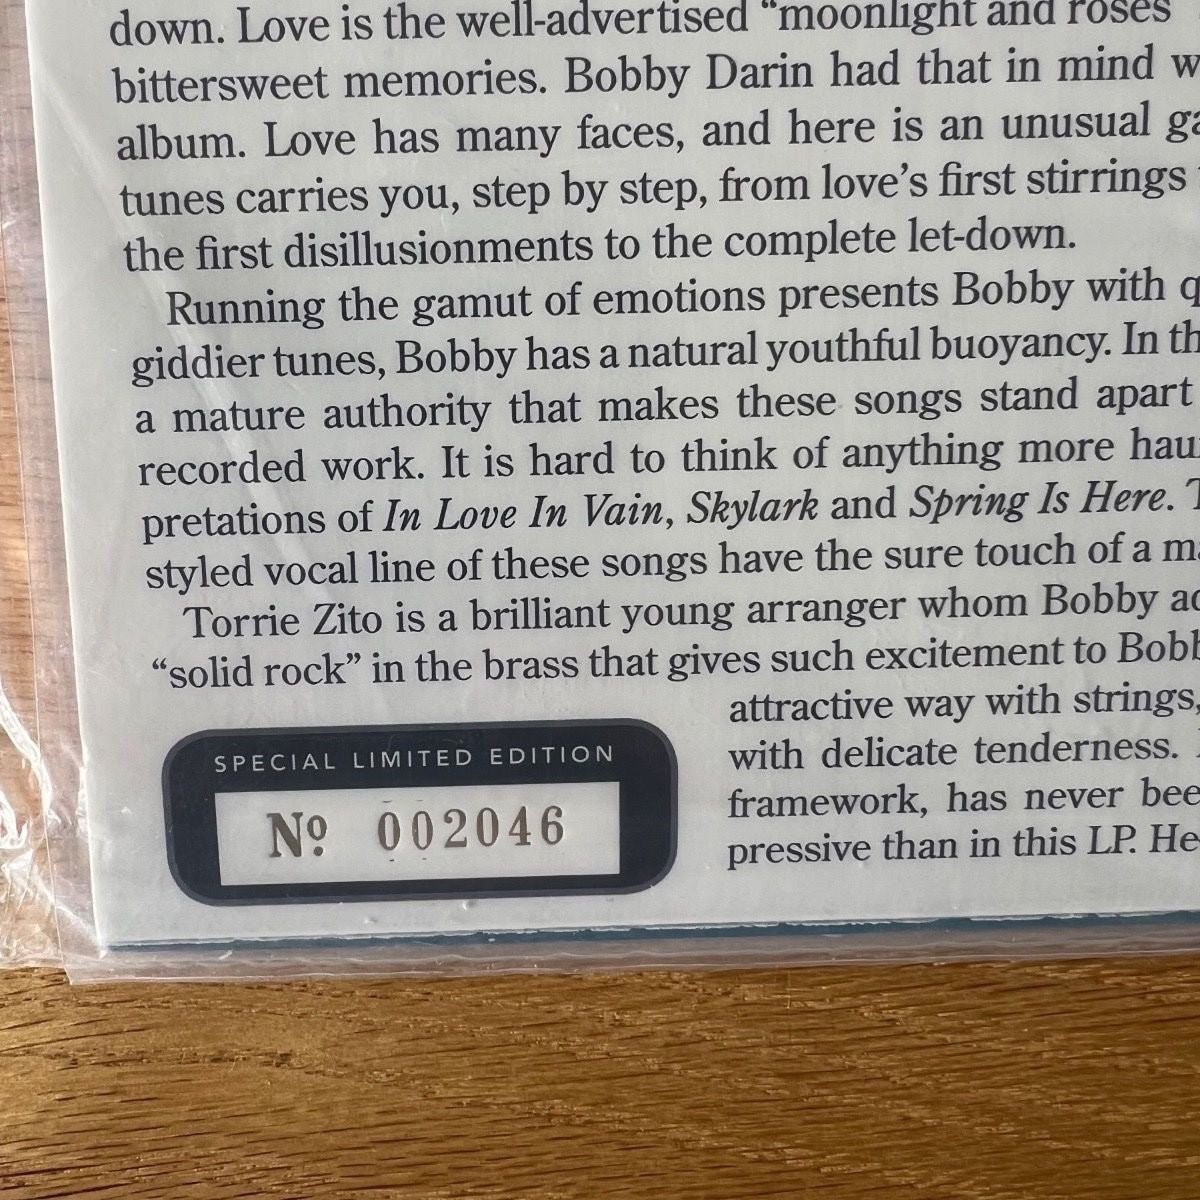 down. Love is the well-advertised “moonlight and roses
bittersweet memories. Bobby Darin had that in mind
album. Love has many faces, and here is an unusual
tunes carries you, step by step, from love’s first stirrings
the first disillusionments to the complete let-down.
Running the gamut of emotions presents Bobby with
giddier tunes, Bobby has a natural youthful buoyancy. In
a mature authority that makes these songs stand apart
recorded work. It is hard to think of anything more
pretations of In Love In Vain, Skylark and Spring Is Here.
styled vocal line of these songs have the sure touch of a
Torrie Zito is a brilliant young arranger whom Bobby
“solid rock” in the brass that gives such excitement to
attractive way with strings,
with delicate tenderness.
framework, has never
pressive than in this LP. He
SPECIAL LIMITED EDITION
Nº 002046